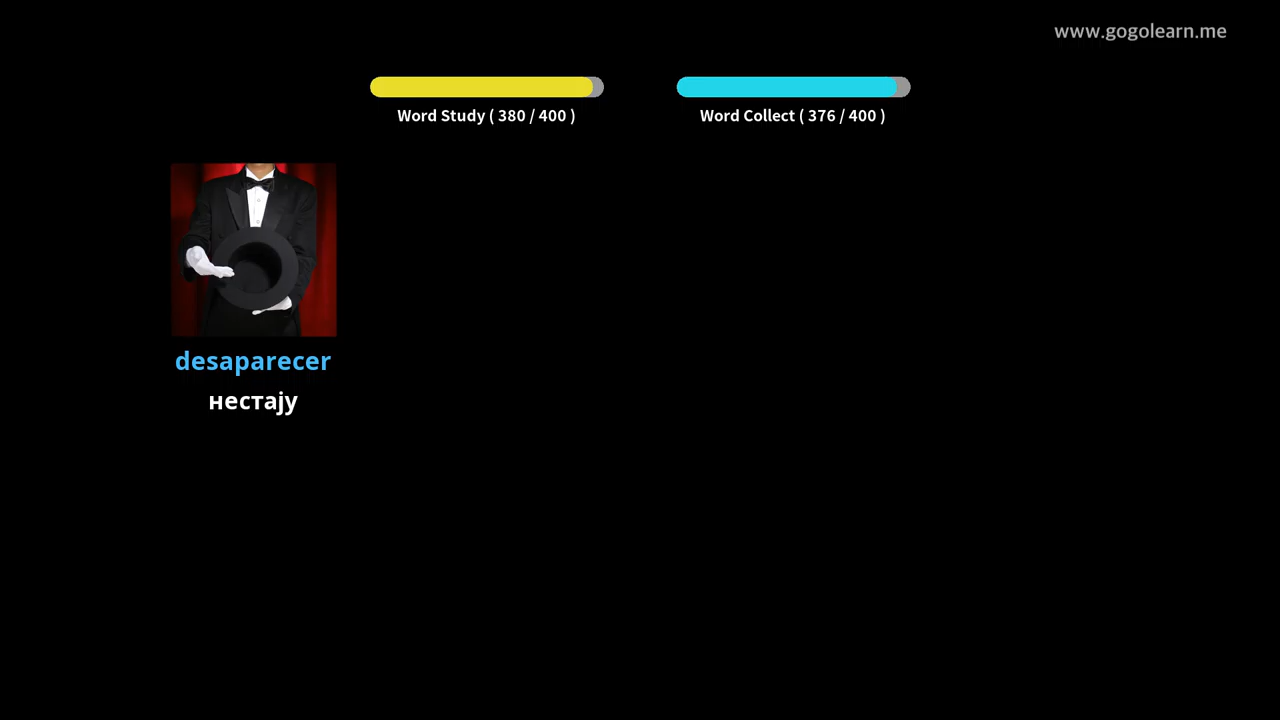 www.gogolearn.me
Word Study ( 380 / 400 )
Word Collect ( 376 / 400 )
desaparecer
нестају